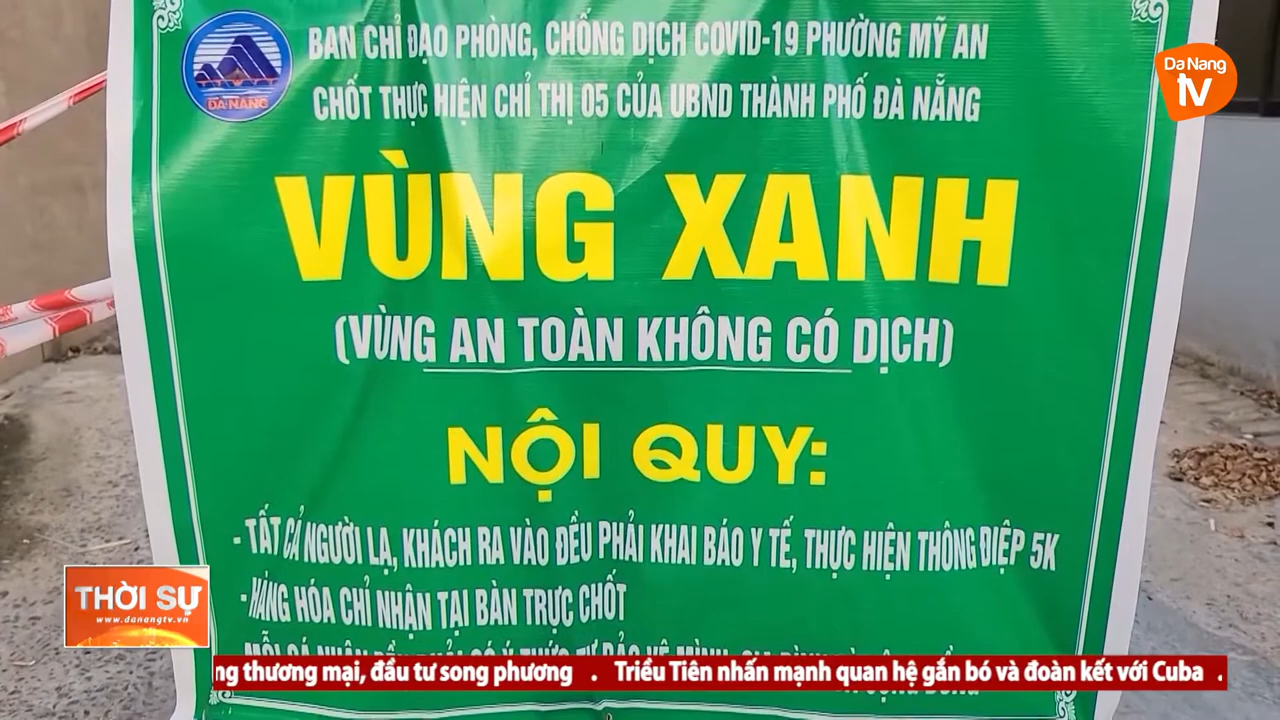 BAN CHỈ ĐẠO PHÒNG, CHỐNG DỊCH COVID-19 PHƯỜNG MỸ AN
CHỐT THỰC HIỆN CHỈ THỊ 05 CỦA UBND THÀNH PHỐ ĐÀ NẴNG
ĐA NANG
Da Nang
tv
VÙNG XANH
(VÙNG AN TOÀN KHÔNG CÓ DỊCH)
NỘI QUY:
- TẤT CẢ NGƯỜI LẠ, KHÁCH RA VÀO ĐỀU PHẢI KHAI BÁO Y TẾ, THỰC HIỆN THÔNG ĐIỆP 5K
- HÀNG HÓA CHỈ NHẬN TẠI BÀN TRỰC CHỐT
THỜI SỰ
www.danangtv.vn
ng thương mại, đầu tư song phương . Triều Tiên nhấn mạnh quan hệ gắn bó và đoàn kết với Cuba .